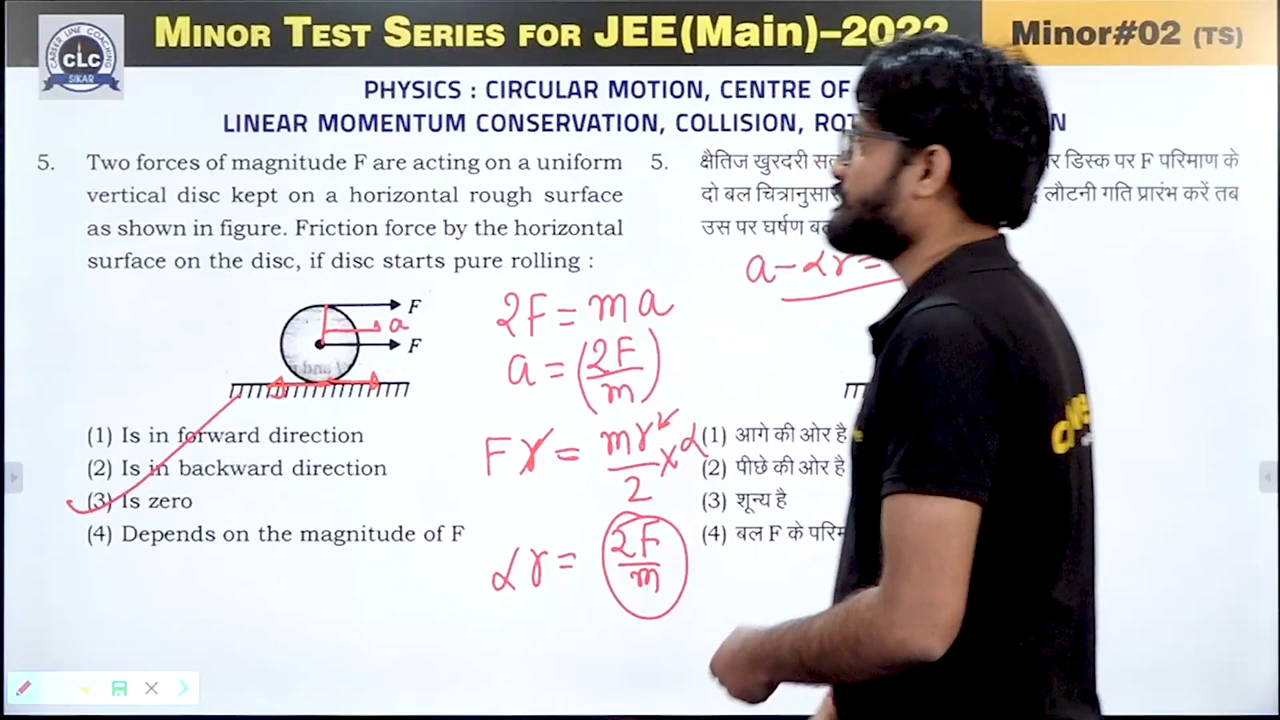 CAREER LINE COACHING
CLC
SIKAR
MINOR TEST SERIES FOR JEE(Main)–2022
Minor#02 (TS)
PHYSICS : CIRCULAR MOTION, CENTRE OF
LINEAR MOMENTUM CONSERVATION, COLLISION,
5. Two forces of magnitude F are acting on a uniform
vertical disc kept on a horizontal rough surface
as shown in figure. Friction force by the horizontal
surface on the disc, if disc starts pure rolling :
F
a
F
(1) Is in forward direction
(2) Is in backward direction
(3) Is zero
(4) Depends on the magnitude of F
2F = ma
a = (2F/m)
Fr = mr²/2 × α
αr = 2F/m
5. क्षैतिज खुरदरी डिस्क पर F परिमाण के
दो बल लौटनी गति प्रारंभ करें तब
उस पर घर्षण
a – αr =
(1) आगे की ओर है
(2) पीछे की ओर है
(3) शून्य है
(4) बल F के